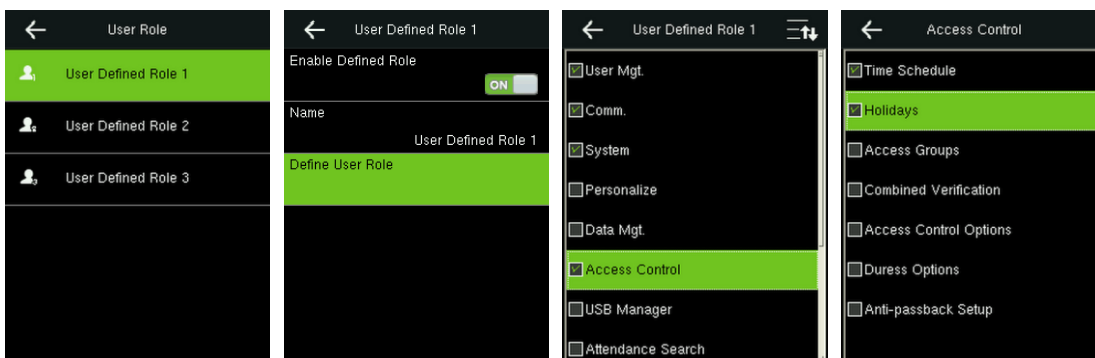 User Role
User Defined Role 1
User Defined Role 2
User Defined Role 3
User Defined Role 1
Enable Defined Role
ON
Name
User Defined Role 1
Define User Role
User Defined Role 1
User Mgt.
Comm.
System
Personalize
Data Mgt.
Access Control
USB Manager
Attendance Search
Access Control
Time Schedule
Holidays
Access Groups
Combined Verification
Access Control Options
Duress Options
Anti-passback Setup